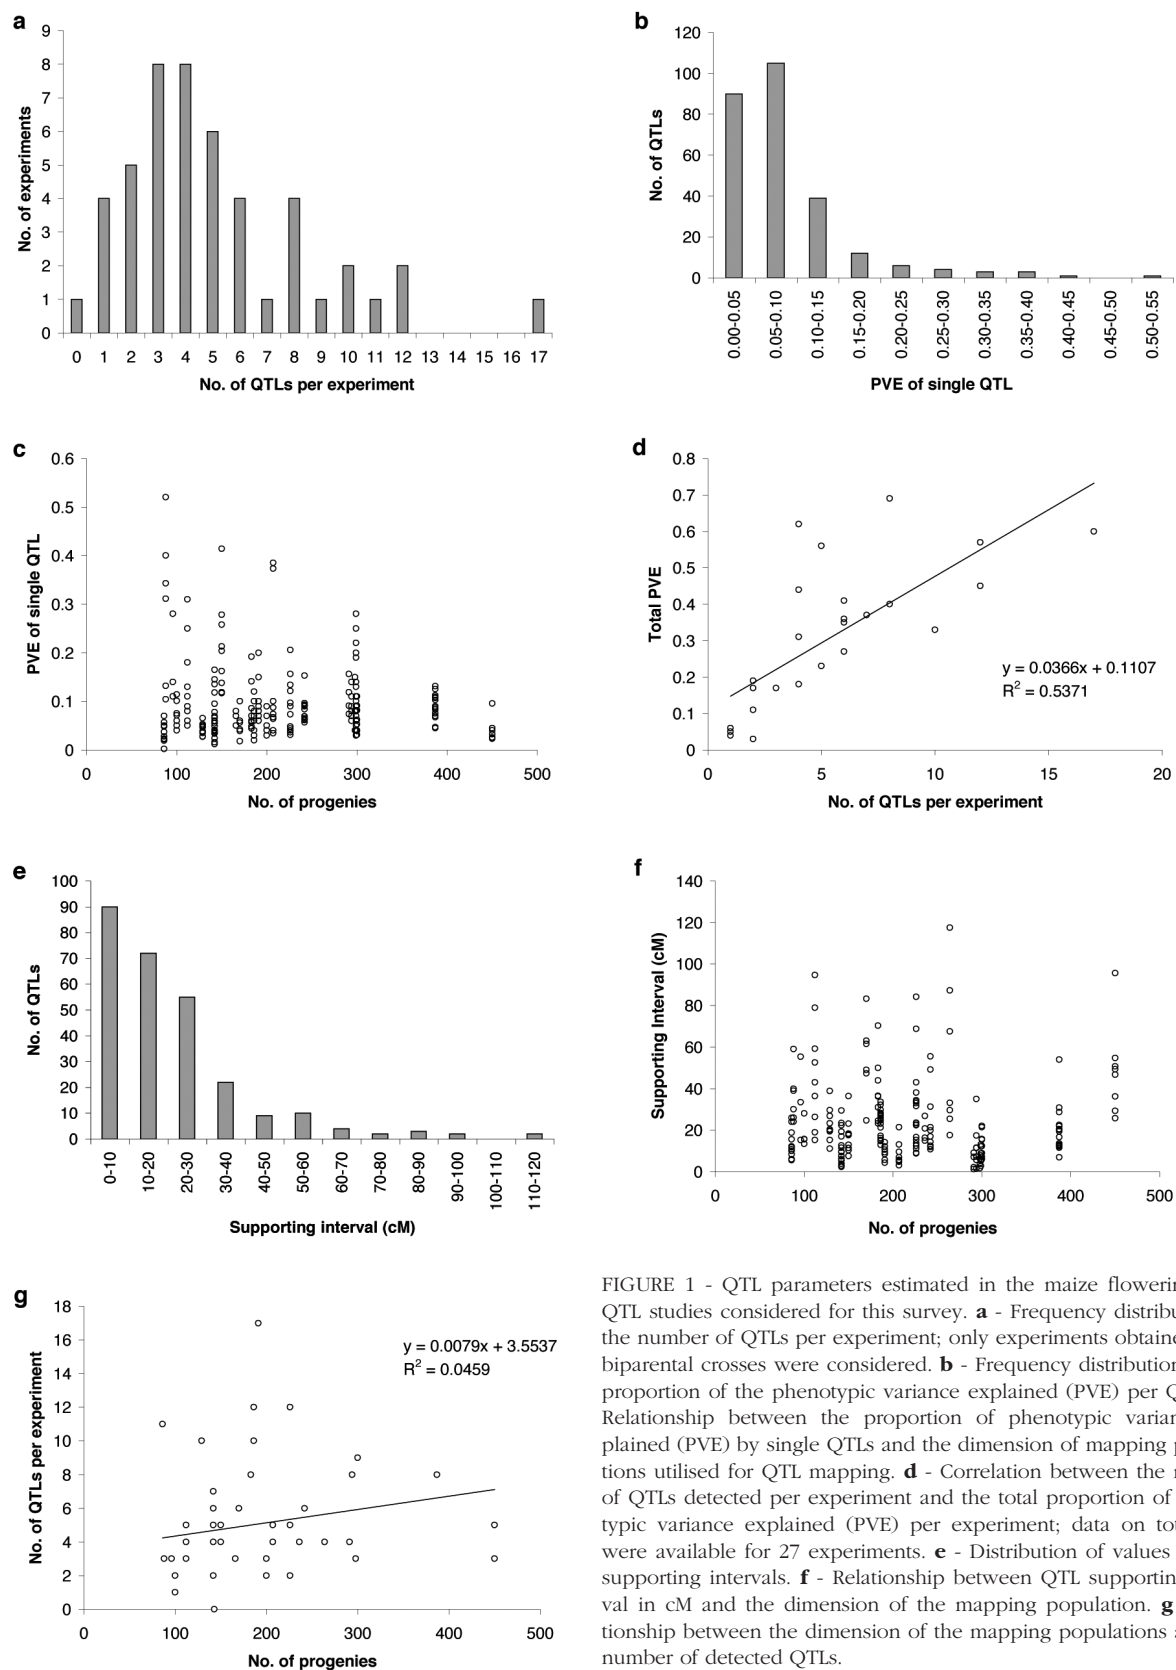 a
9
8
7
6
5
4
3
2
1
0
No. of experiments
0 1 2 3 4 5 6 7 8 9 10 11 12 13 14 15 16 17
No. of QTLs per experiment
b
120
100
80
60
40
20
0
No. of QTLs
0.00-0.05
0.05-0.10
0.10-0.15
0.15-0.20
0.20-0.25
0.25-0.30
0.30-0.35
0.35-0.40
0.40-0.45
0.45-0.50
0.50-0.55
PVE of single QTL
c
0.6
0.5
0.4
0.3
0.2
0.1
0
PVE of single QTL
0 100 200 300 400 500
No. of progenies
d
0.8
0.7
0.6
0.5
0.4
0.3
0.2
0.1
0
Total PVE
y = 0.0366x + 0.1107
R² = 0.5371
0 5 10 15 20
No. of QTLs per experiment
e
100
90
80
70
60
50
40
30
20
10
0
No. of QTLs
0-10
10-20
20-30
30-40
40-50
50-60
60-70
70-80
80-90
90-100
100-110
110-120
Supporting interval (cM)
f
140
120
100
80
60
40
20
0
Supporting Interval (cM)
0 100 200 300 400 500
No. of progenies
g
18
16
14
12
10
8
6
4
2
0
No. of QTLs per experiment
y = 0.0079x + 3.5537
R² = 0.0459
0 100 200 300 400 500
No. of progenies
FIGURE 1 - QTL parameters estimated in the maize flowerin
QTL studies considered for this survey. a - Frequency distribu
the number of QTLs per experiment; only experiments obtaine
biparental crosses were considered. b - Frequency distribution
proportion of the phenotypic variance explained (PVE) per Q
Relationship between the proportion of phenotypic varian
plained (PVE) by single QTLs and the dimension of mapping p
tions utilised for QTL mapping. d - Correlation between the
of QTLs detected per experiment and the total proportion of
typic variance explained (PVE) per experiment; data on tot
were available for 27 experiments. e - Distribution of values
supporting intervals. f - Relationship between QTL supporting
val in cM and the dimension of the mapping population. g
tionship between the dimension of the mapping populations
number of detected QTLs.